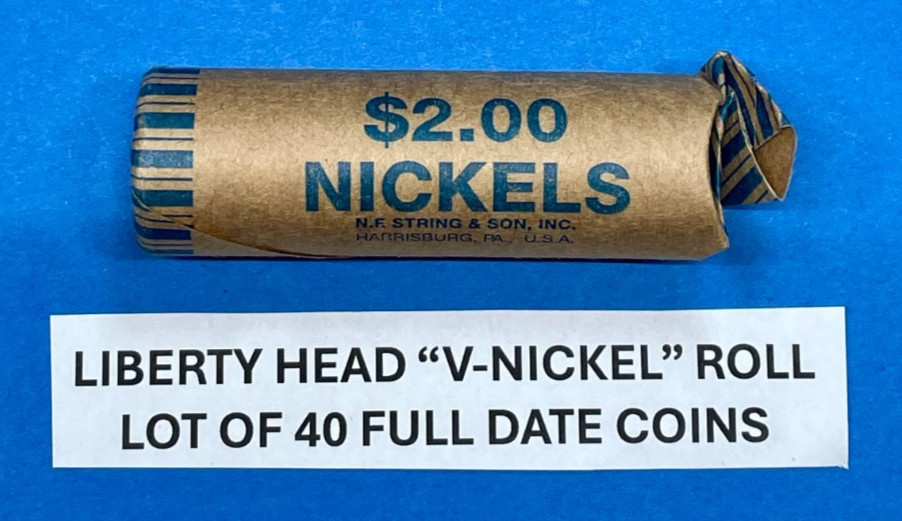 $2.00
NICKELS
N.F. STRING & SON, INC.
HARRISBURG, PA., U.S.A.
LIBERTY HEAD “V-NICKEL” ROLL
LOT OF 40 FULL DATE COINS